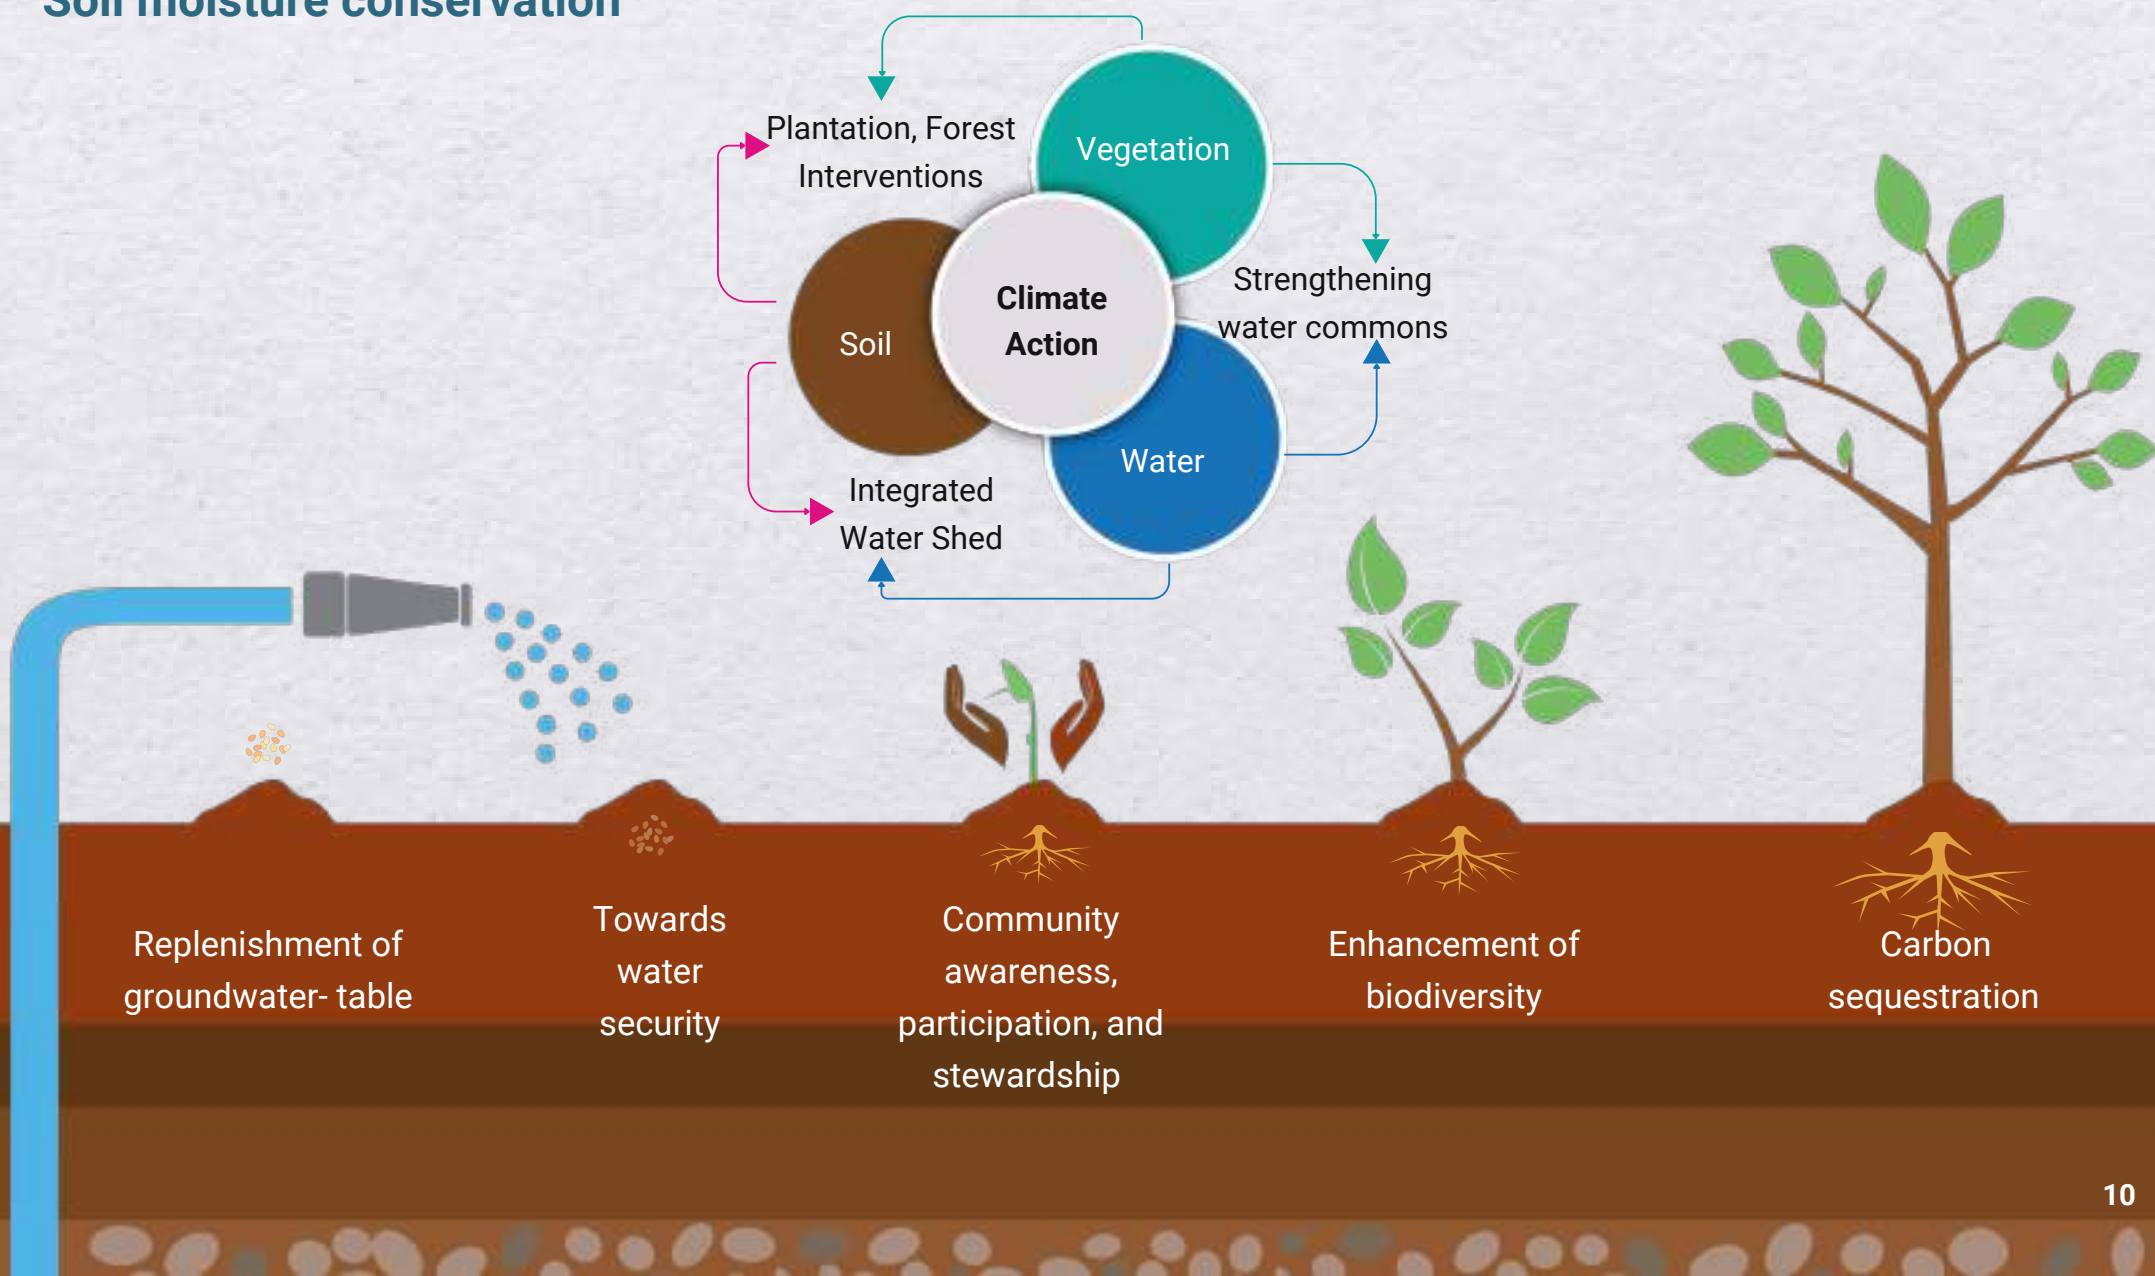 Soil moisture conservation
Plantation, Forest
Interventions
Vegetation
Strengthening
water commons
Climate
Action
Soil
Water
Integrated
Water Shed
Replenishment of
groundwater- table
Towards
water
security
Community
awareness,
participation, and
stewardship
Enhancement of
biodiversity
Carbon
sequestration
10